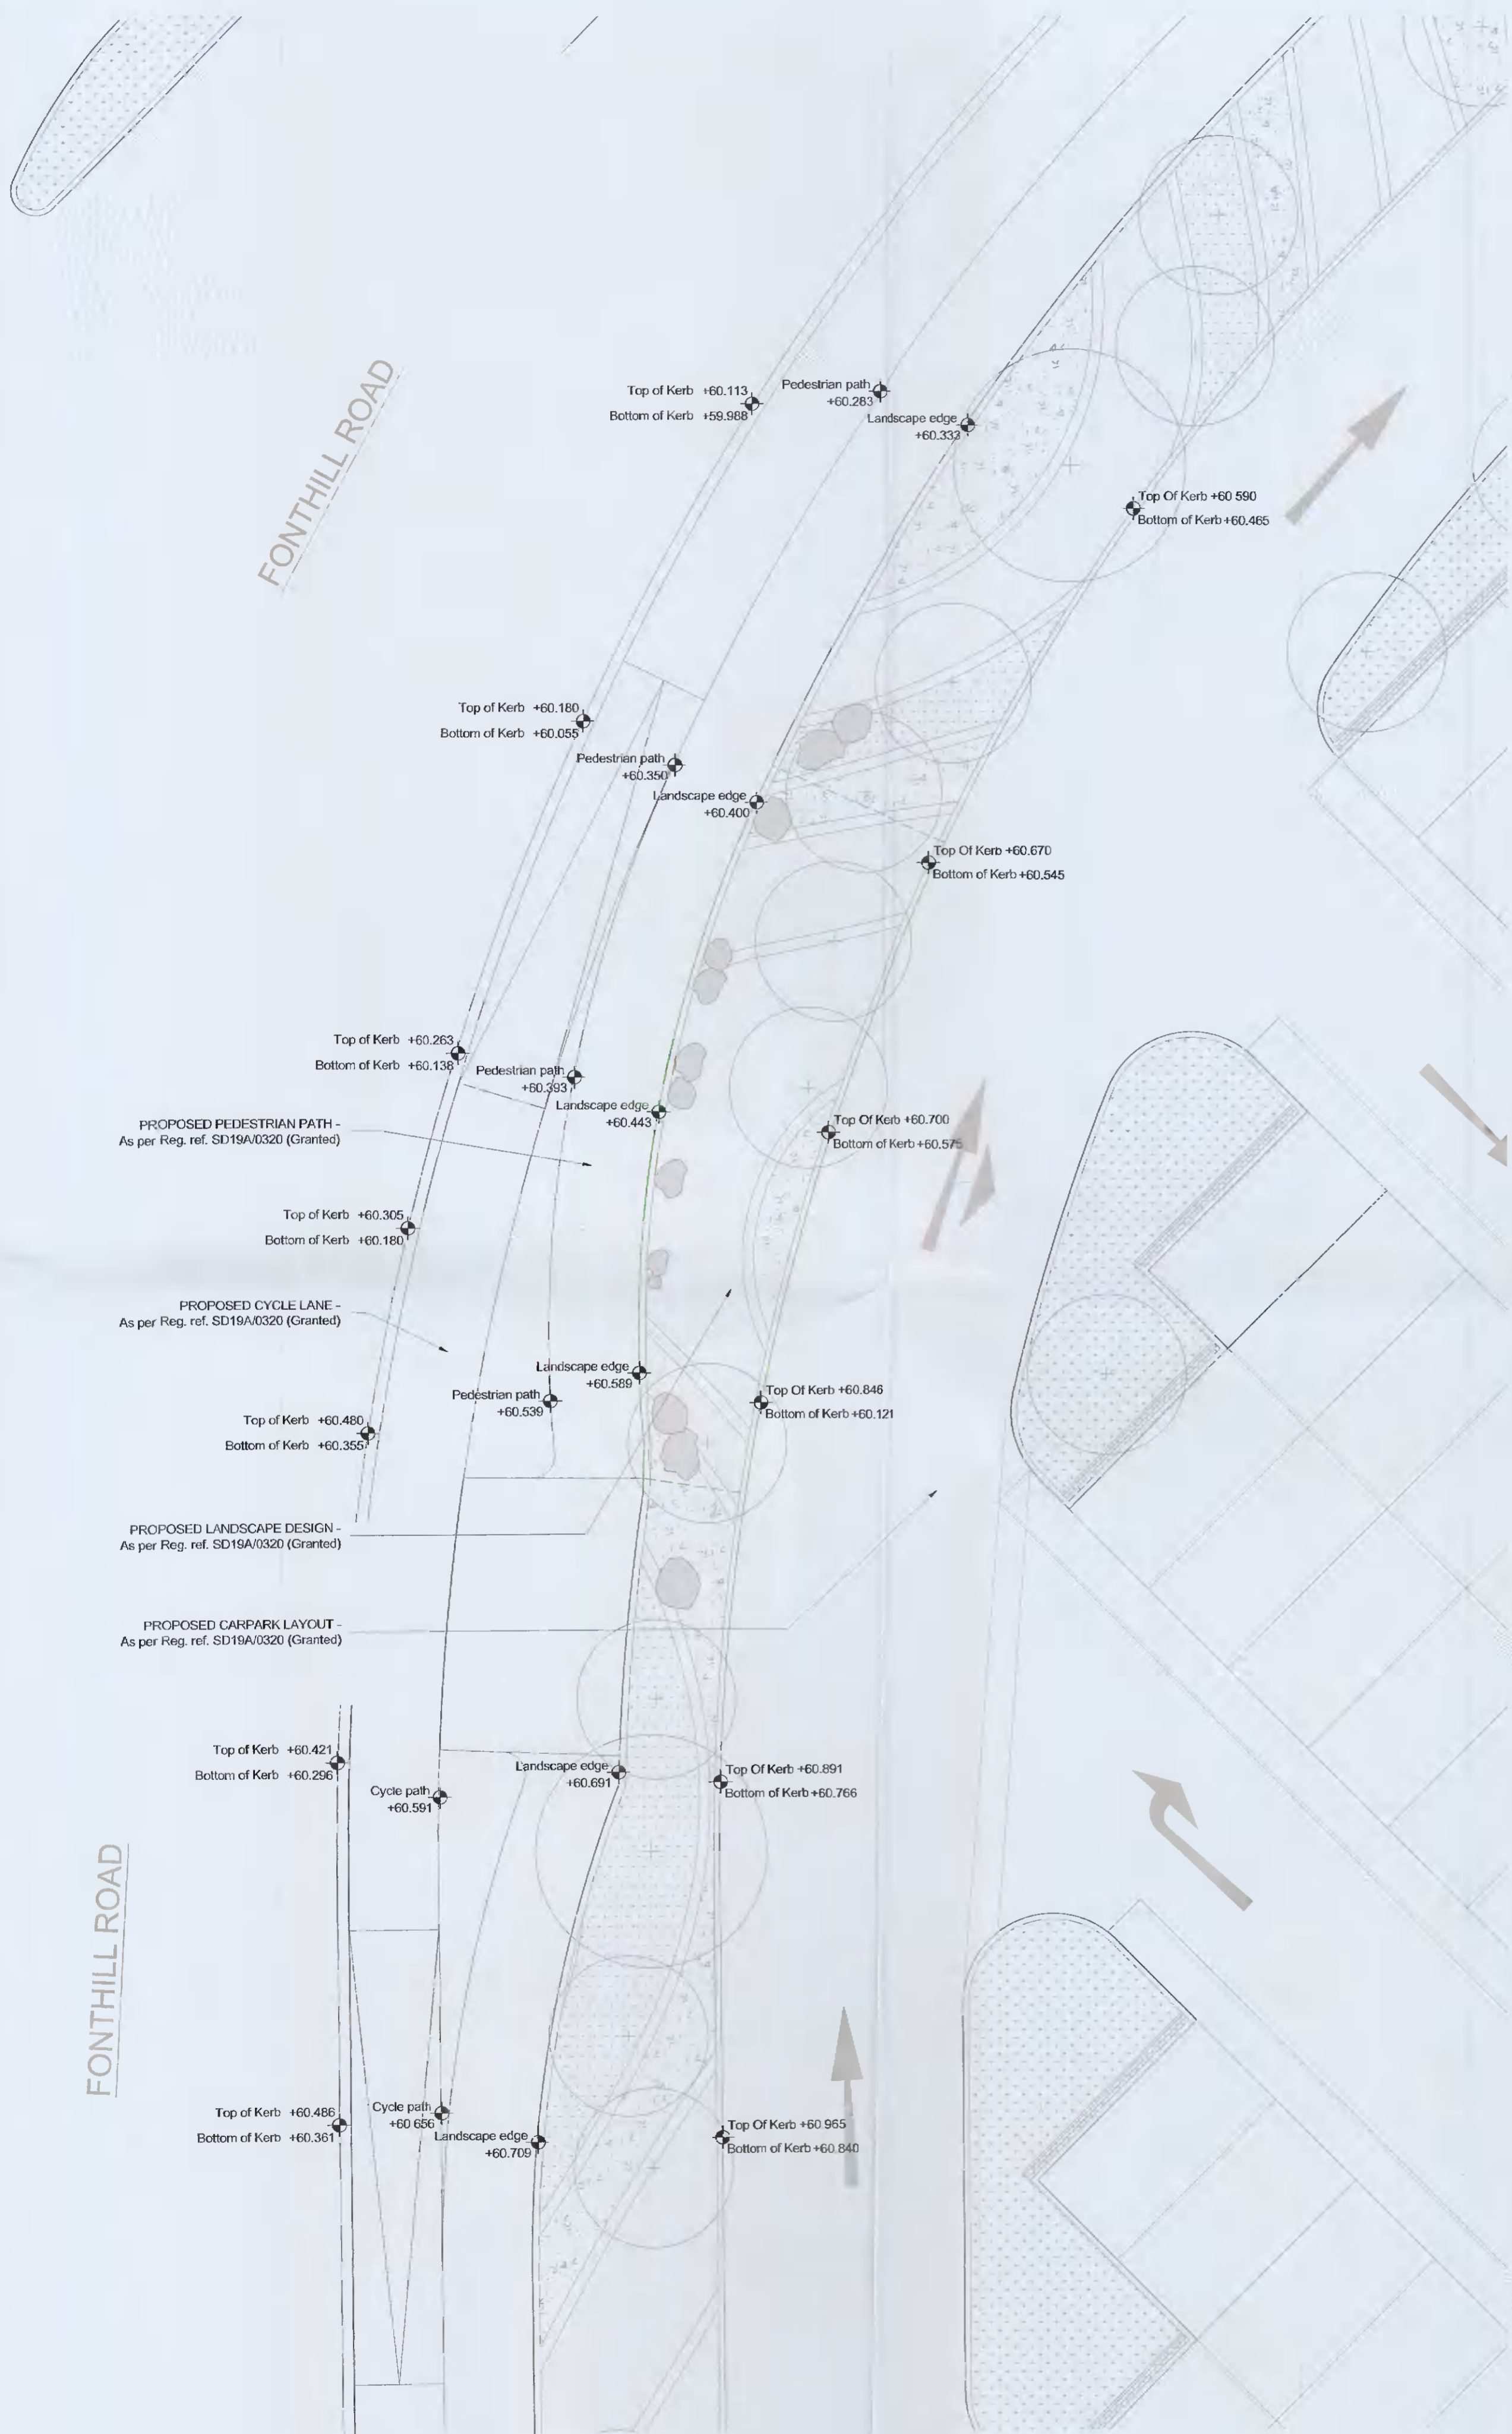 FONTHILL ROAD
Top of Kerb +60.113
Bottom of Kerb +59.988
Pedestrian path
+60.283
Landscape edge
+60.333
Top Of Kerb +60 590
Bottom of Kerb +60.465
Top of Kerb +60.180
Bottom of Kerb +60.055
Pedestrian path
+60.350
Landscape edge
+60.400
Top Of Kerb +60.670
Bottom of Kerb +60.545
Top of Kerb +60.263
Bottom of Kerb +60.138
Pedestrian path
+60.393
Landscape edge
+60.443
Top Of Kerb +60.700
Bottom of Kerb +60.575
PROPOSED PEDESTRIAN PATH -
As per Reg. ref. SD19A/0320 (Granted)
Top of Kerb +60.305
Bottom of Kerb +60.180
PROPOSED CYCLE LANE -
As per Reg. ref. SD19A/0320 (Granted)
Landscape edge
+60.589
Pedestrian path
+60.539
Top Of Kerb +60.846
Bottom of Kerb +60.121
Top of Kerb +60.480
Bottom of Kerb +60.355
PROPOSED LANDSCAPE DESIGN -
As per Reg. ref. SD19A/0320 (Granted)
PROPOSED CARPARK LAYOUT -
As per Reg. ref. SD19A/0320 (Granted)
Top of Kerb +60.421
Bottom of Kerb +60.296
Cycle path
+60.591
Landscape edge
+60.691
Top Of Kerb +60.891
Bottom of Kerb +60.766
FONTHILL ROAD
Top of Kerb +60.486
Bottom of Kerb +60.361
Cycle path
+60 656
Landscape edge
+60.709
Top Of Kerb +60.965
Bottom of Kerb +60.840